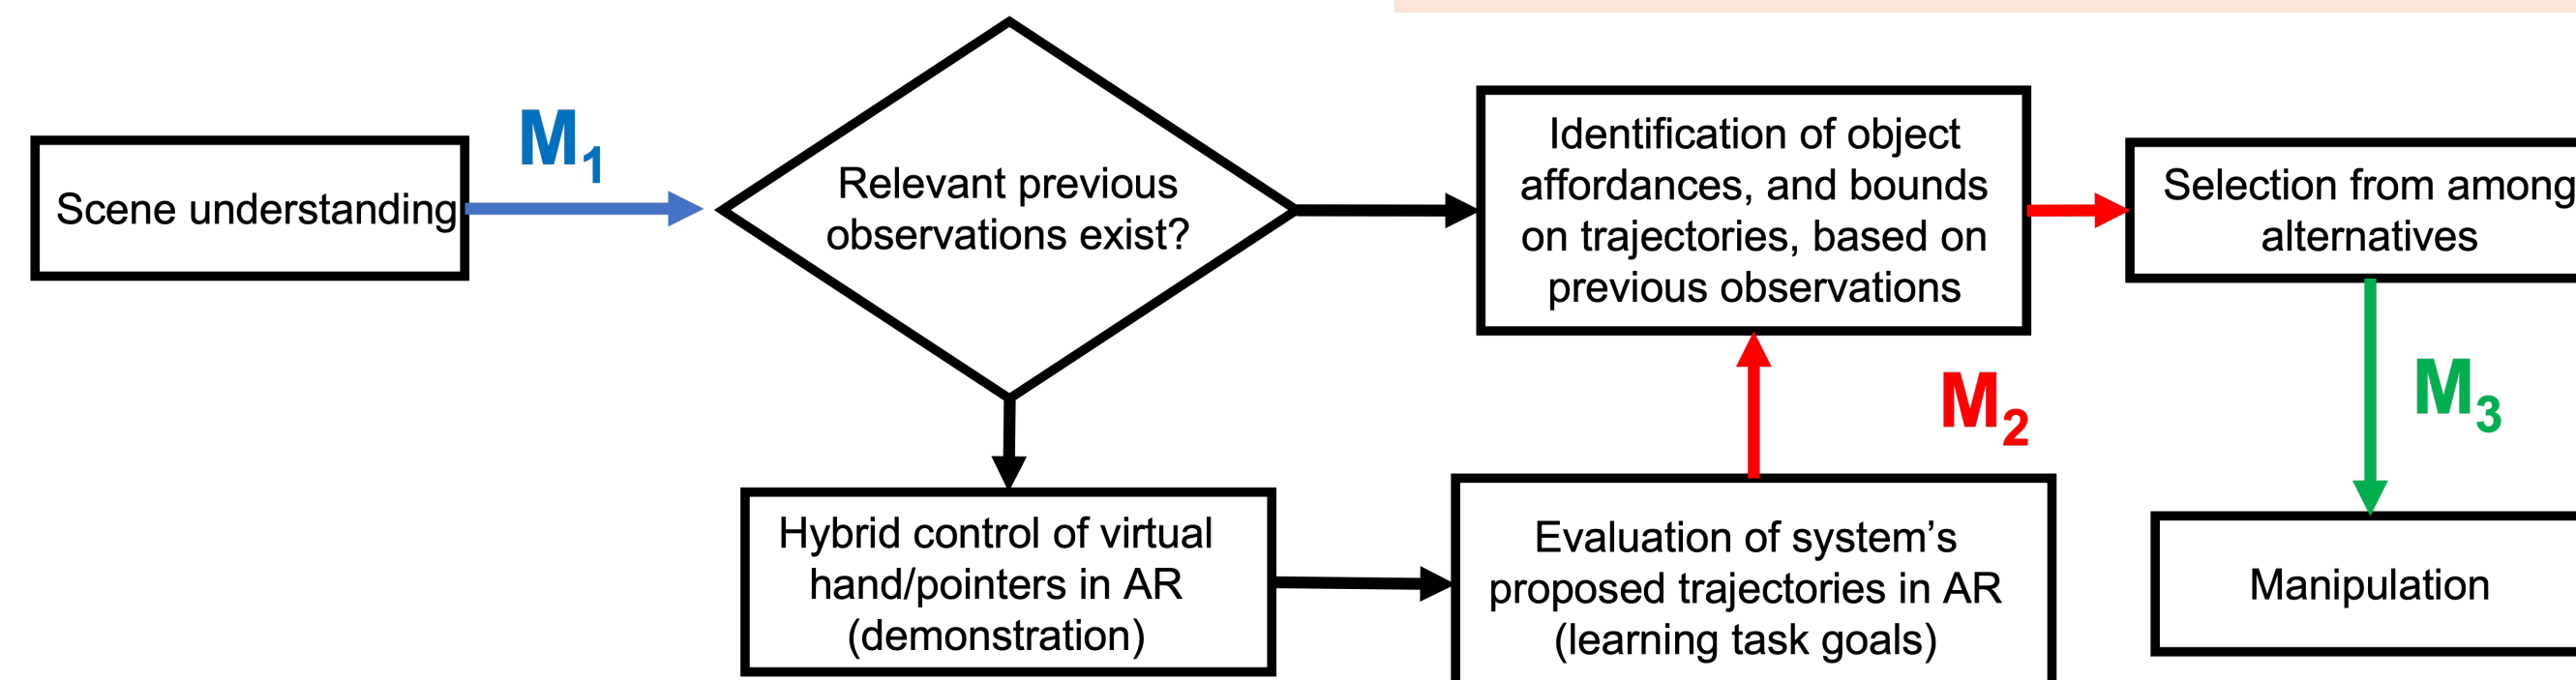 Scene understanding
M1
Relevant previous
observations exist?
Identification of object
affordances, and bounds
on trajectories, based on
previous observations
Selection from among
alternatives
M2
M3
Hybrid control of virtual
hand/pointers in AR
(demonstration)
Evaluation of system’s
proposed trajectories in AR
(learning task goals)
Manipulation